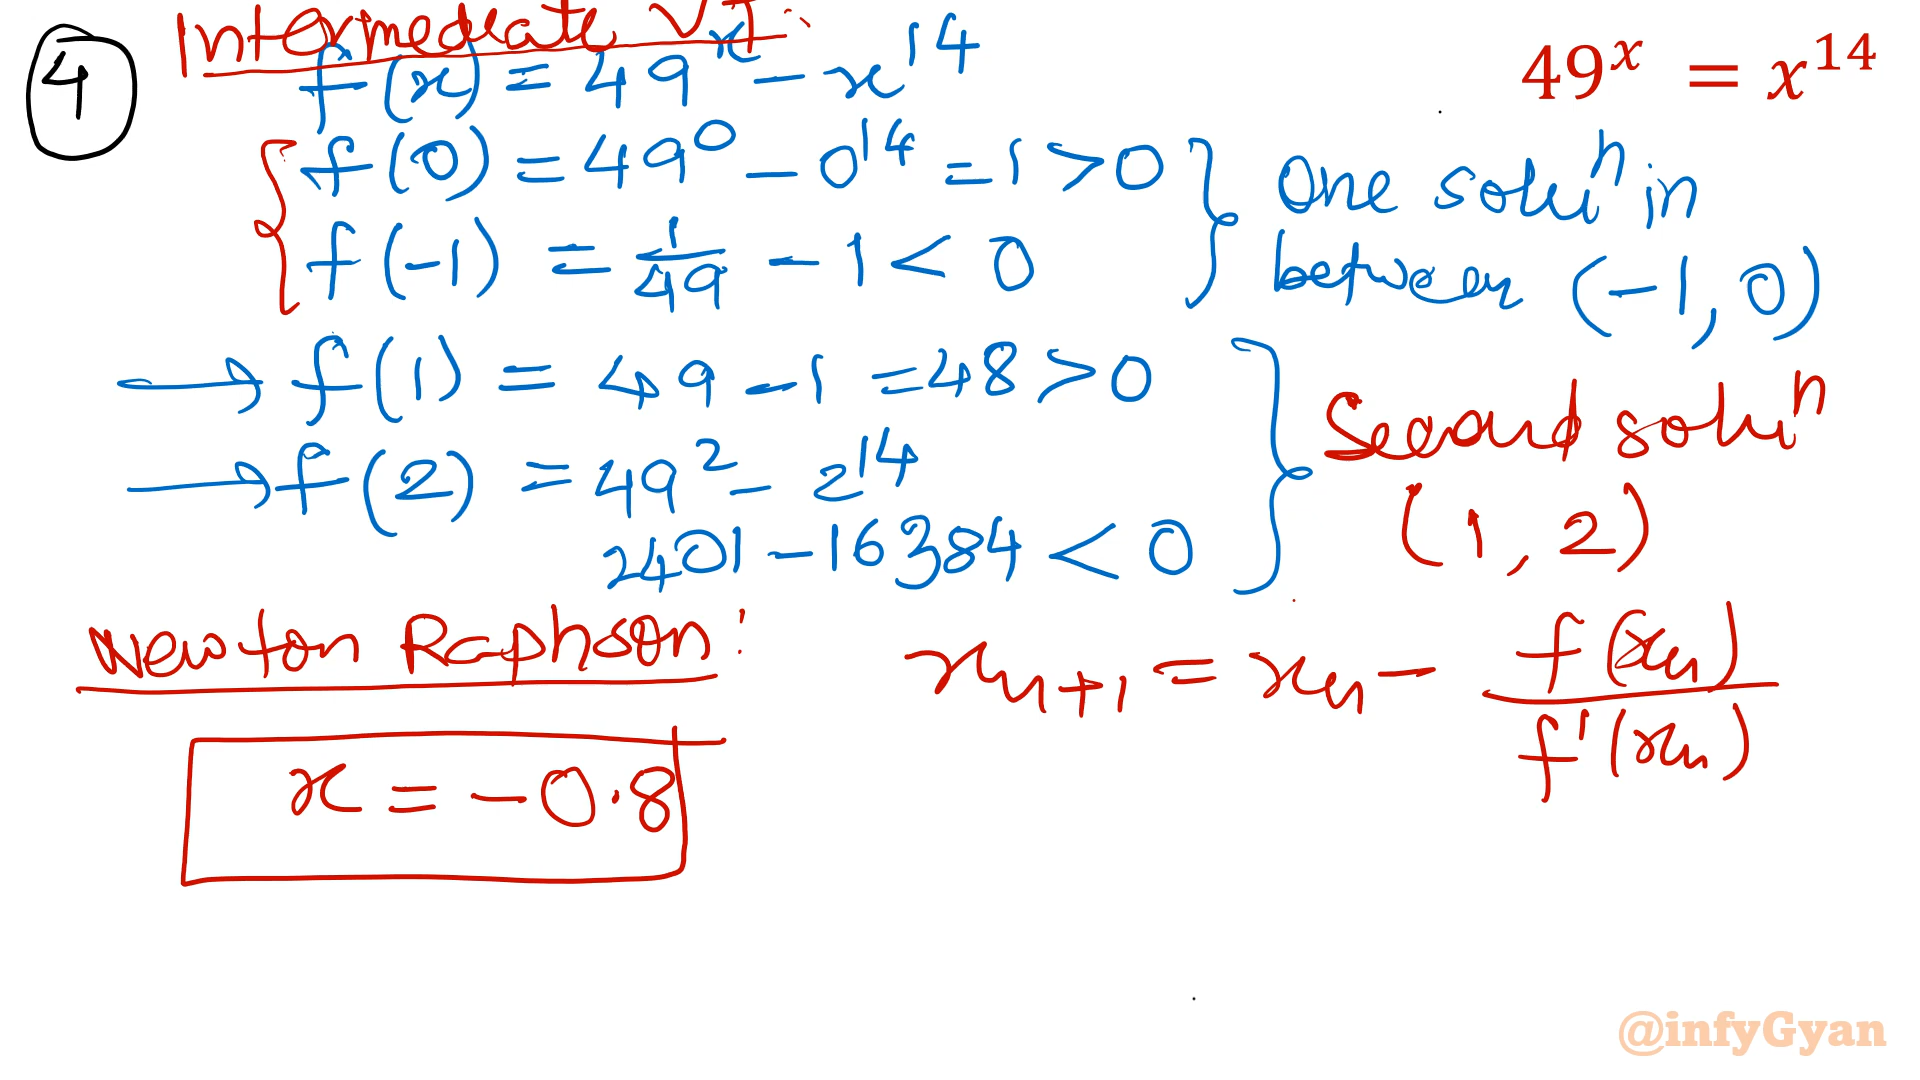 4
Intermediate VT:
f(x) = 49^x - x^14
49^x = x^14
f(0) = 49^0 - 0^14 = 1 > 0
f(-1) = 1/49 - 1 < 0
One solu^n in
between (-1, 0)
→ f(1) = 49 - 1 = 48 > 0
→ f(2) = 49^2 - 2^14
2401 - 16384 < 0
Second solu^n
(1, 2)
Newton Raphson:
x_{n+1} = x_n - f(x_n)/f'(x_n)
x = -0.8
@infyGyan